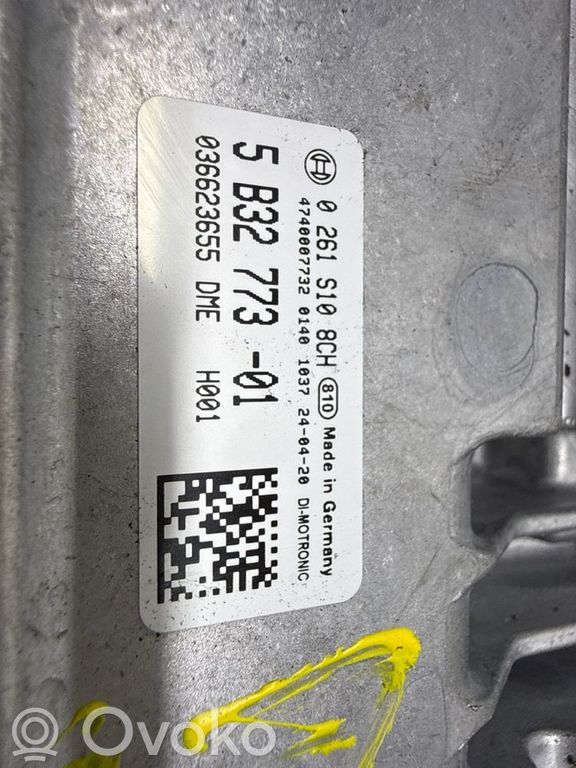 0 261 S10 8CH 81D Made in Germany
4740007732 0140 1037 24-04-20 DI-MOTRONIC
5 B32 773 -01
036623655 DME H001
Ovoko